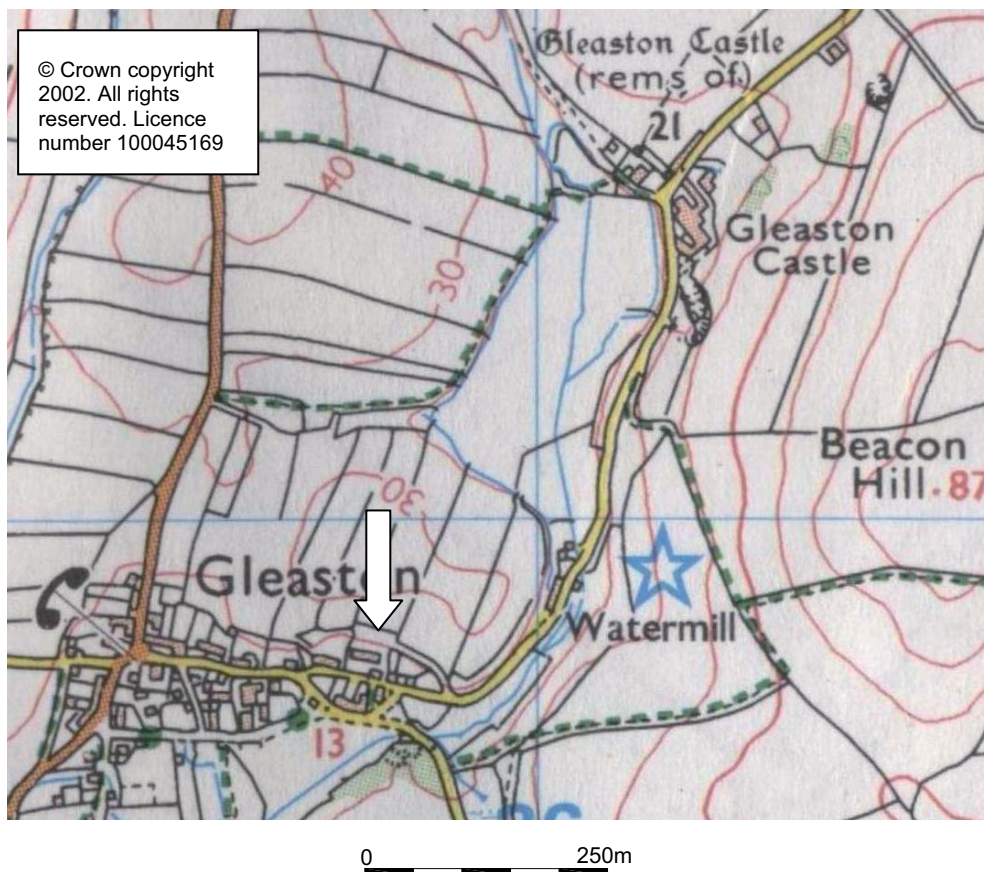 © Crown copyright
2002. All rights
reserved. Licence
number 100045169
Gleaston Castle
(rems of)
21
40
Gleaston
Castle
30
Beacon
Hill
87
30
Gleaston
Watermill
13
0
250m